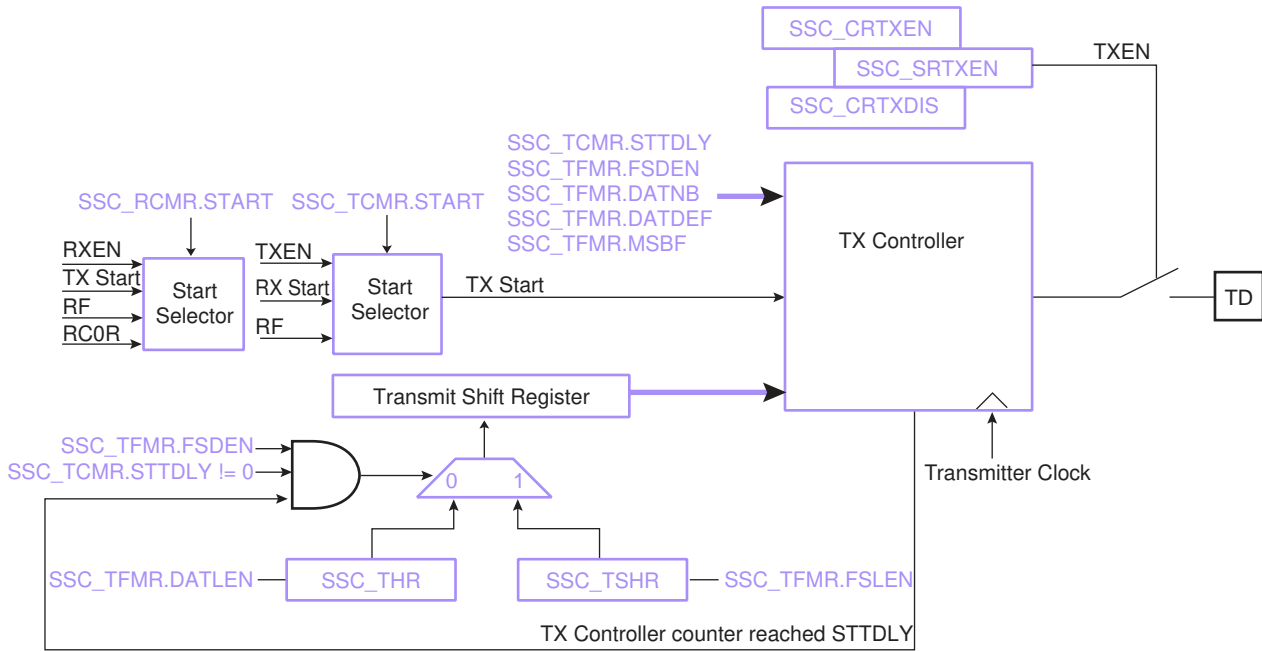 SSC_CRTXEN
SSC_SRTXEN
SSC_CRTXDIS
TXEN
SSC_TCMR.STTDLY
SSC_TFMR.FSDEN
SSC_TFMR.DATNB
SSC_TFMR.DATDEF
SSC_TFMR.MSBF
SSC_RCMR.START
SSC_TCMR.START
RXEN
TX Start
RF
RC0R
Start
Selector
TXEN
RX Start
RF
Start
Selector
TX Start
TX Controller
TD
Transmit Shift Register
Transmitter Clock
SSC_TFMR.FSDEN
SSC_TCMR.STTDLY != 0
0
1
SSC_TFMR.DATLEN
SSC_THR
SSC_TSHR
SSC_TFMR.FSLEN
TX Controller counter reached STTDLY